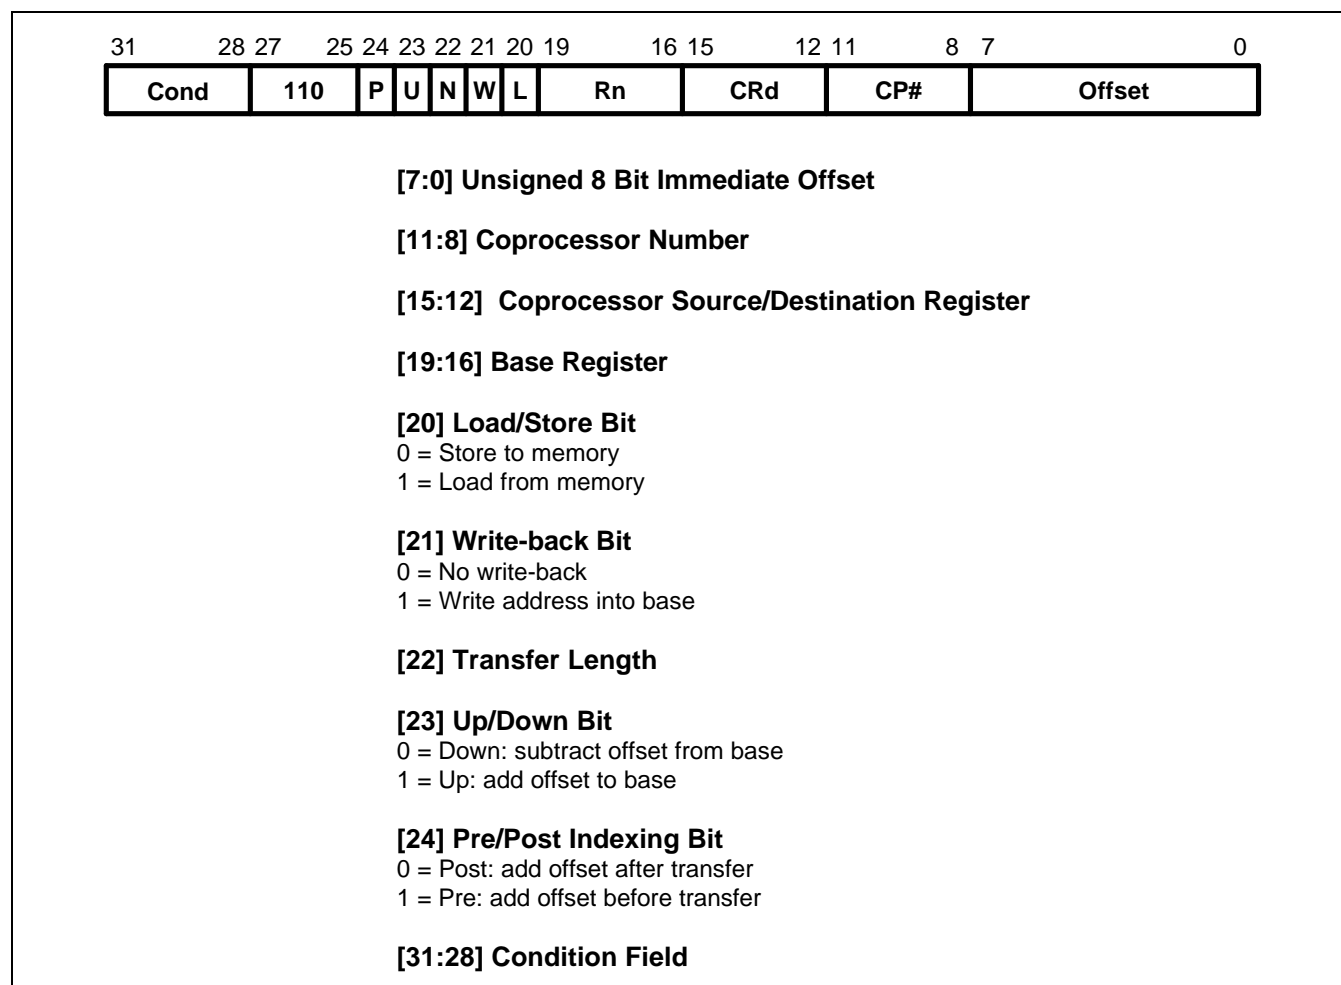 31 28 27 25 24 23 22 21 20 19 16 15 12 11 8 7 0
Cond 110 P U N W L Rn CRd CP# Offset
[7:0] Unsigned 8 Bit Immediate Offset
[11:8] Coprocessor Number
[15:12] Coprocessor Source/Destination Register
[19:16] Base Register
[20] Load/Store Bit
0 = Store to memory
1 = Load from memory
[21] Write-back Bit
0 = No write-back
1 = Write address into base
[22] Transfer Length
[23] Up/Down Bit
0 = Down: subtract offset from base
1 = Up: add offset to base
[24] Pre/Post Indexing Bit
0 = Post: add offset after transfer
1 = Pre: add offset before transfer
[31:28] Condition Field